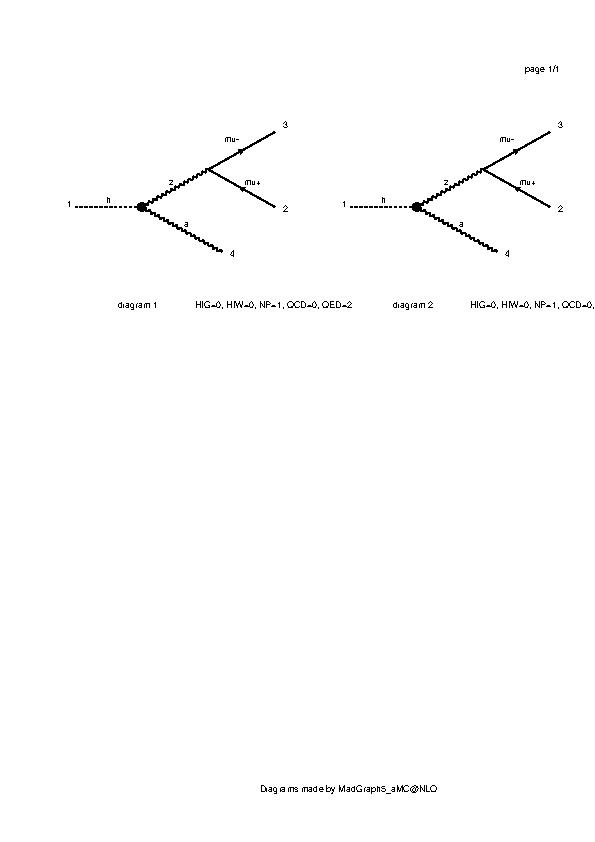 page 1/1
3
mu-
z
mu+
1
h
2
a
4
diagram 1
HIG=0, HIW=0, NP=1, QCD=0, QED=2
3
mu-
z
mu+
1
h
2
a
4
diagram 2
HIG=0, HIW=0, NP=1, QCD=0,
Diagrams made by MadGraph5_aMC@NLO